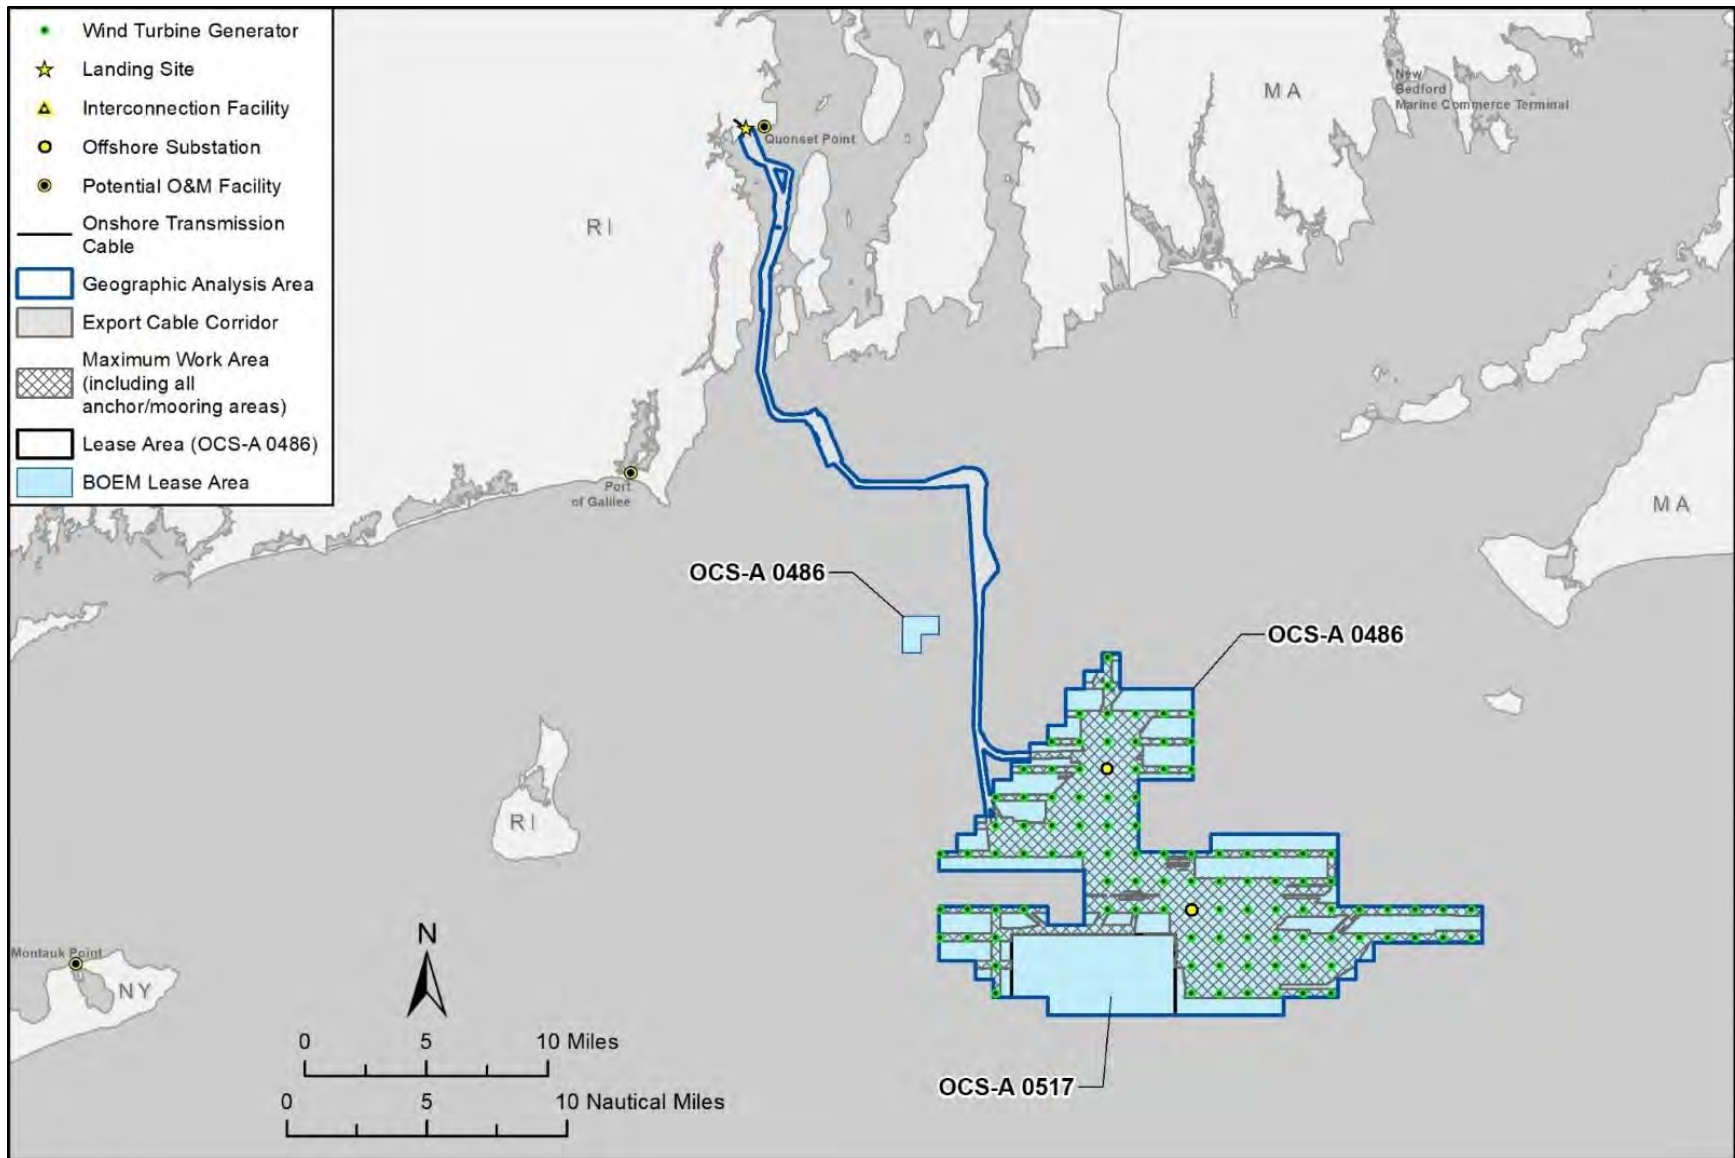 Wind Turbine Generator
Landing Site
Interconnection Facility
Offshore Substation
Potential O&M Facility
Onshore Transmission
Cable
Geographic Analysis Area
Export Cable Corridor
Maximum Work Area
(including all
anchor/mooring areas)
Lease Area (OCS-A 0486)
BOEM Lease Area
New
Bedford
Marine Commerce Terminal
MA
Quonset Point
RI
Port
of Galilee
MA
OCS-A 0486
OCS-A 0486
RI
Montauk Point
NY
N
0 5 10 Miles
0 5 10 Nautical Miles
OCS-A 0517